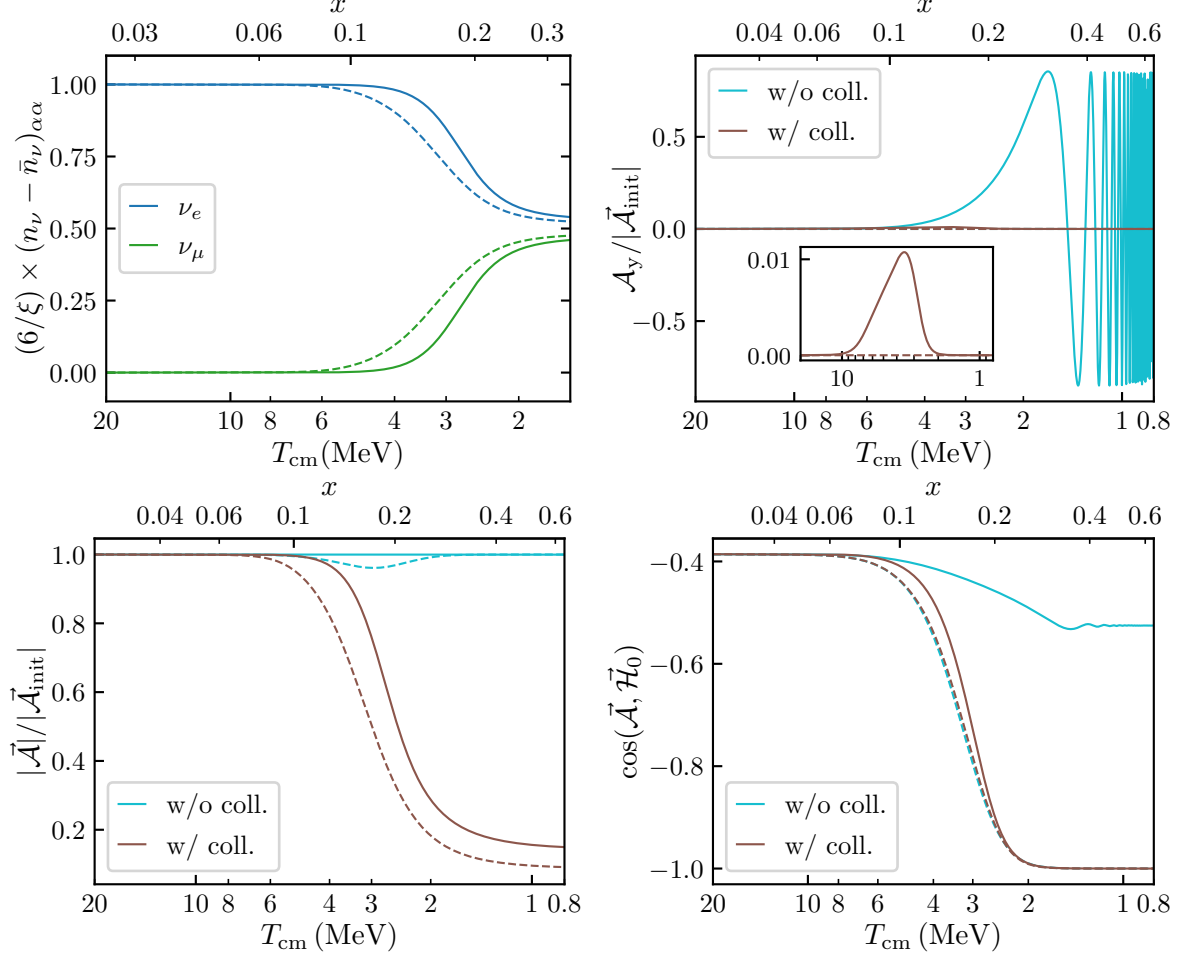 x
0.03 0.06 0.1 0.2 0.3
(6/ξ) × (n_ν − n̄_ν)_αα
1.00
0.75
0.50
0.25
0.00
ν_e
ν_μ
20 10 8 6 4 3 2
T_cm(MeV)
x
0.04 0.06 0.1 0.2 0.4 0.6
𝒜_y/|𝒜⃗_init|
0.5
0.0
−0.5
w/o coll.
w/ coll.
0.01
0.00
10 1
20 10 8 6 4 3 2 1 0.8
T_cm (MeV)
x
0.04 0.06 0.1 0.2 0.4 0.6
|𝒜⃗|/|𝒜⃗_init|
1.0
0.8
0.6
0.4
0.2
w/o coll.
w/ coll.
20 10 8 6 4 3 2 1 0.8
T_cm (MeV)
x
0.04 0.06 0.1 0.2 0.4 0.6
cos(𝒜⃗, ℋ⃗_0)
−0.4
−0.6
−0.8
−1.0
w/o coll.
w/ coll.
20 10 8 6 4 3 2 1 0.8
T_cm (MeV)